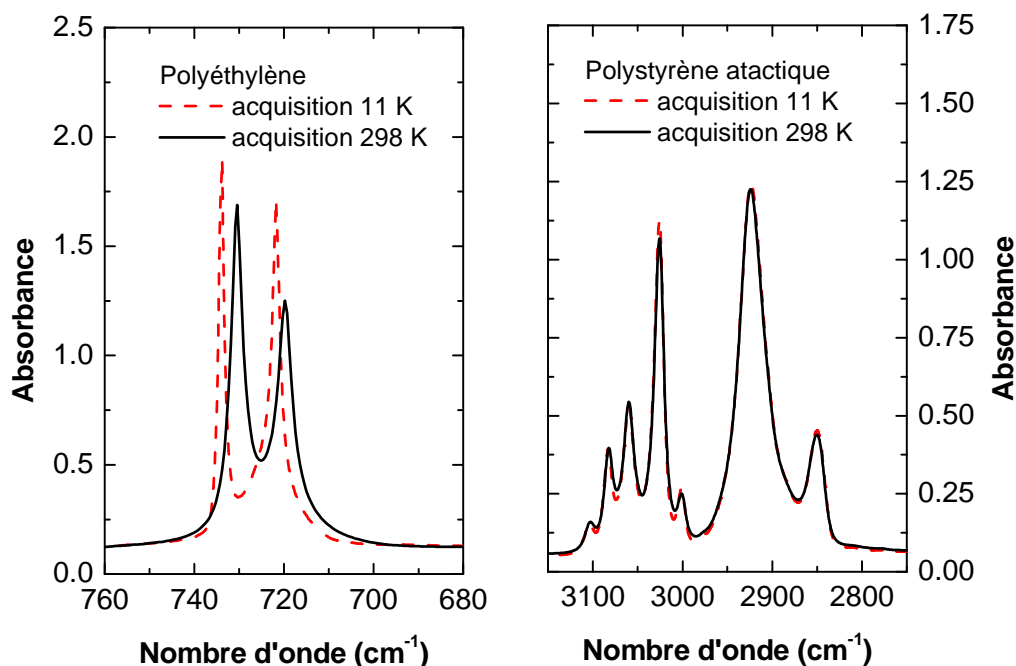 Polyéthylène
acquisition 11 K
acquisition 298 K
Absorbance
2.5
2.0
1.5
1.0
0.5
0.0
760
740
720
700
680
Nombre d'onde (cm⁻¹)
Polystyrène atactique
acquisition 11 K
acquisition 298 K
1.75
1.50
1.25
1.00
0.75
0.50
0.25
0.00
Absorbance
3100
3000
2900
2800
Nombre d'onde (cm⁻¹)